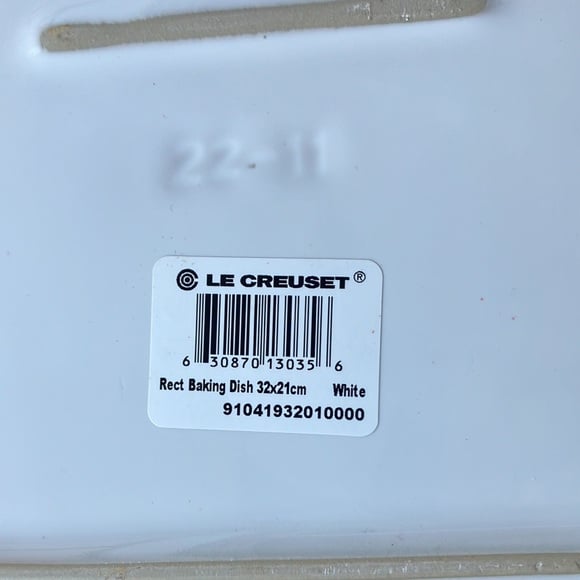 22-11
LE CREUSET®
6 30870 13035 6
Rect Baking Dish 32x21cm White
91041932010000